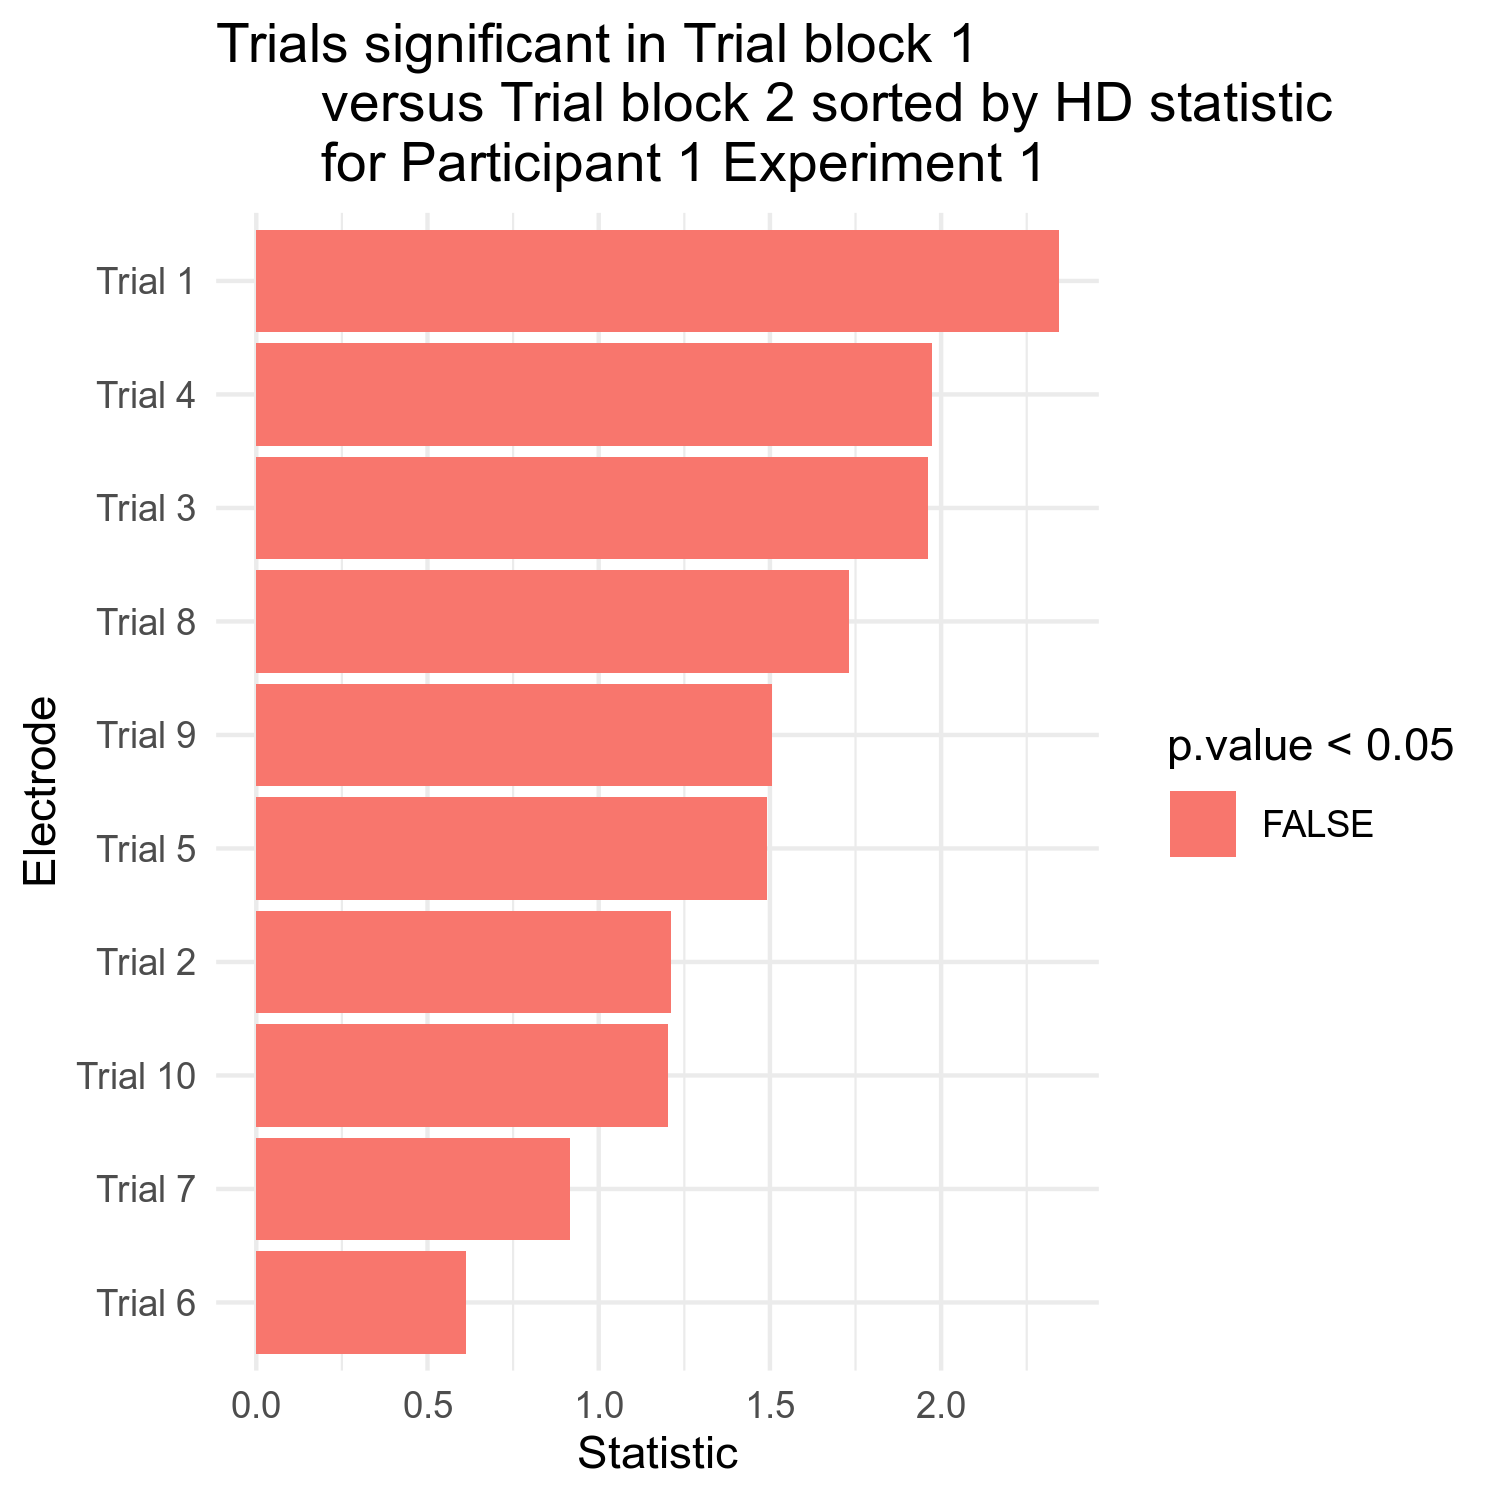 Trials significant in Trial block 1
versus Trial block 2 sorted by HD statistic
for Participant 1 Experiment 1
Trial 1
Trial 4
Trial 3
Trial 8
Trial 9
Trial 5
Trial 2
Trial 10
Trial 7
Trial 6
Electrode
0.0 0.5 1.0 1.5 2.0
Statistic
p.value < 0.05
FALSE